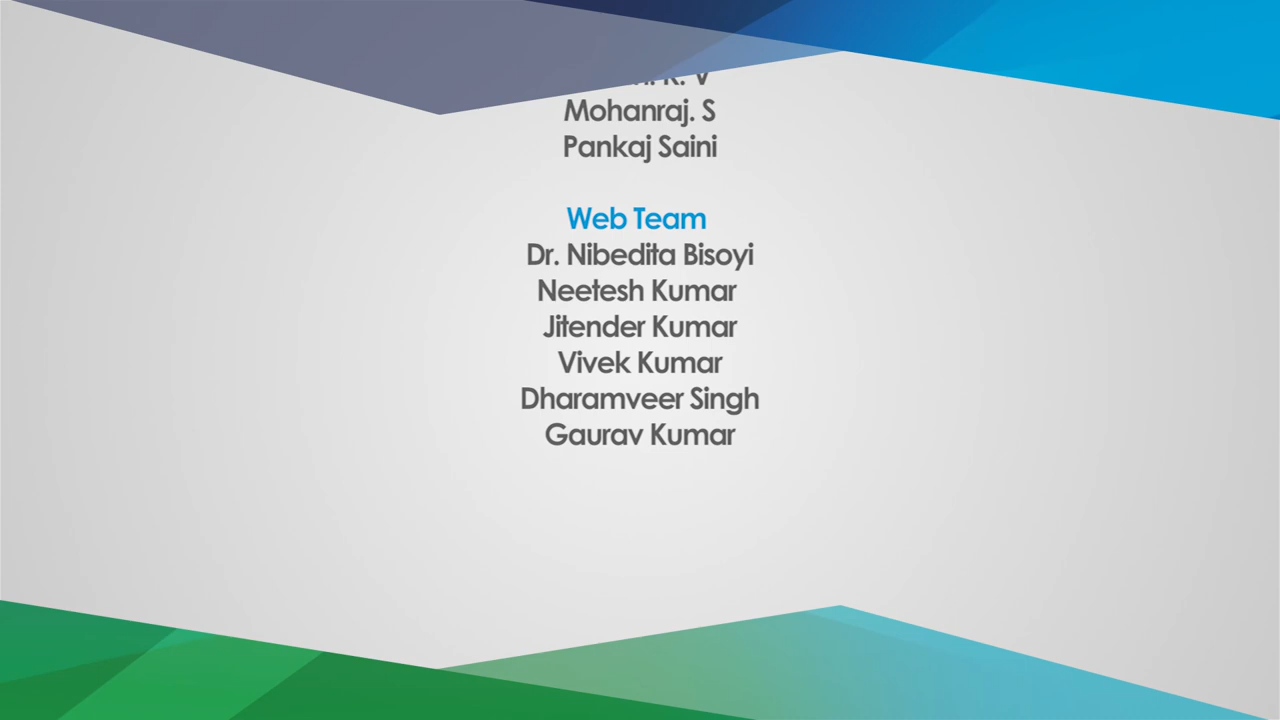 K. V
Mohanraj. S
Pankaj Saini
Web Team
Dr. Nibedita Bisoyi
Neetesh Kumar
Jitender Kumar
Vivek Kumar
Dharamveer Singh
Gaurav Kumar